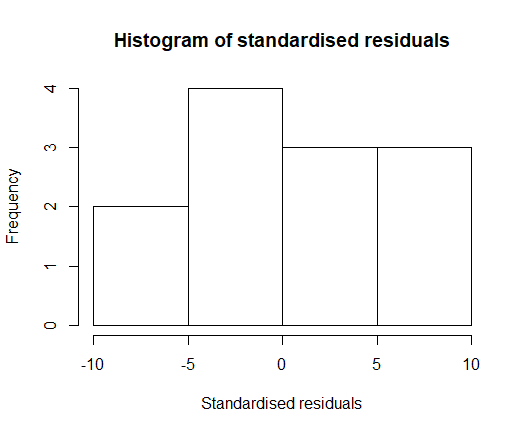 Histogram of standardised residuals
Frequency
4
3
2
1
0
-10 -5 0 5 10
Standardised residuals